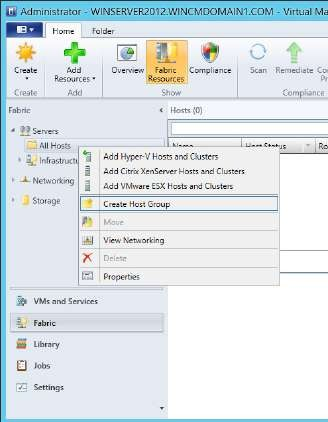 Administrator - WINSERVER2012.WINCMDOMAIN1.COM - Virtual Ma
Home Folder
Create
Add Resources
Overview
Fabric Resources
Compliance
Scan
Remediate
Create
Add
Show
Compliance
Fabric
Hosts (0)
Servers
All Hosts
Name
Host Status
Ro
Infrastructu
Networking
Storage
Add Hyper-V Hosts and Clusters
Add Citrix XenServer Hosts and Clusters
Add VMware ESX Hosts and Clusters
Create Host Group
Move
View Networking
Delete
Properties
VMs and Services
Fabric
Library
Jobs
Settings